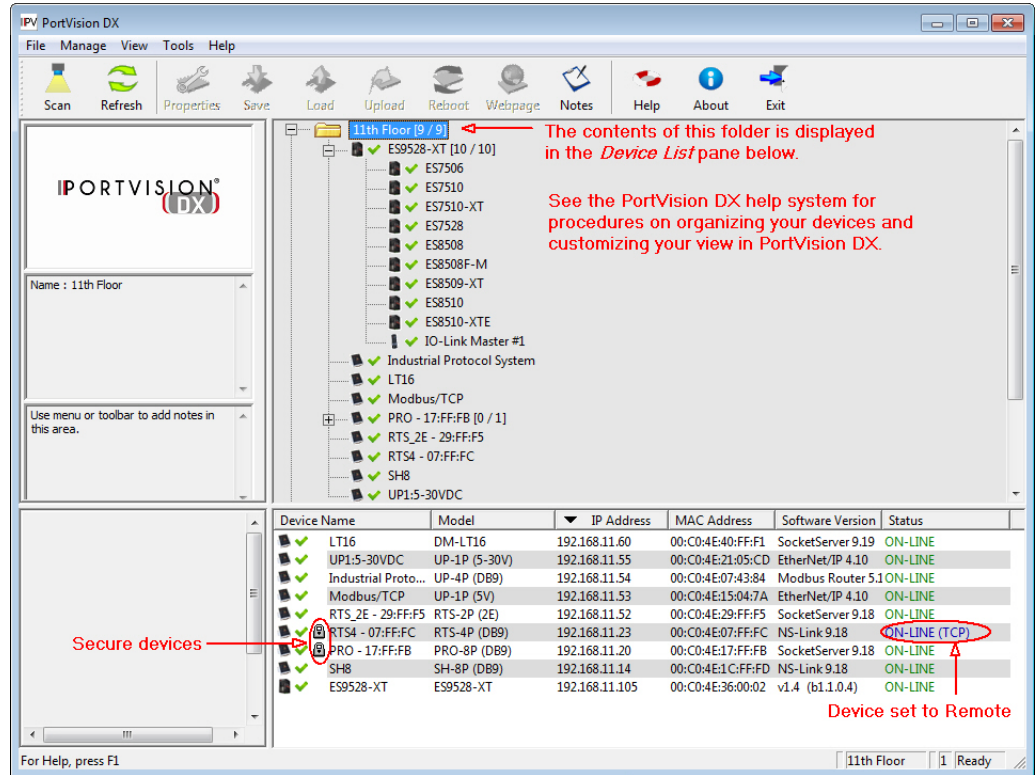 IPV PortVision DX
File Manage View Tools Help
Scan Refresh Properties Save Load Upload Reboot Webpage Notes Help About Exit
IPORTVISION®
(DX)
Name : 11th Floor
Use menu or toolbar to add notes in
this area.
11th Floor [9 / 9]
ES9528-XT [10 / 10]
ES7506
ES7510
ES7510-XT
ES7528
ES8508
ES8508F-M
ES8509-XT
ES8510
ES8510-XTE
IO-Link Master #1
Industrial Protocol System
LT16
Modbus/TCP
PRO - 17:FF:FB [0 / 1]
RTS_2E - 29:FF:F5
RTS4 - 07:FF:FC
SH8
UP1:5-30VDC
The contents of this folder is displayed
in the Device List pane below.
See the PortVision DX help system for
procedures on organizing your devices and
customizing your view in PortVision DX.
Device Name Model IP Address MAC Address Software Version Status
LT16 DM-LT16 192.168.11.60 00:C0:4E:40:FF:F1 SocketServer 9.19 ON-LINE
UP1:5-30VDC UP-1P (5-30V) 192.168.11.55 00:C0:4E:21:05:CD EtherNet/IP 4.10 ON-LINE
Industrial Proto... UP-4P (DB9) 192.168.11.54 00:C0:4E:07:43:84 Modbus Router 5.1 ON-LINE
Modbus/TCP UP-1P (5V) 192.168.11.53 00:C0:4E:15:04:7A EtherNet/IP 4.10 ON-LINE
RTS_2E - 29:FF:F5 RTS-2P (2E) 192.168.11.52 00:C0:4E:29:FF:F5 SocketServer 9.18 ON-LINE
RTS4 - 07:FF:FC RTS-4P (DB9) 192.168.11.23 00:C0:4E:07:FF:FC NS-Link 9.18 ON-LINE (TCP)
PRO - 17:FF:FB PRO-8P (DB9) 192.168.11.20 00:C0:4E:17:FF:FB SocketServer 9.18 ON-LINE
SH8 SH-8P (DB9) 192.168.11.14 00:C0:4E:1C:FF:FD NS-Link 9.18 ON-LINE
ES9528-XT ES9528-XT 192.168.11.105 00:C0:4E:36:00:02 v1.4 (b1.1.0.4) ON-LINE
Secure devices
Device set to Remote
For Help, press F1
11th Floor 1 Ready